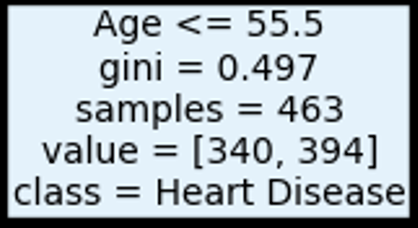 Age <= 55.5
gini = 0.497
samples = 463
value = [340, 394]
class = Heart Disease